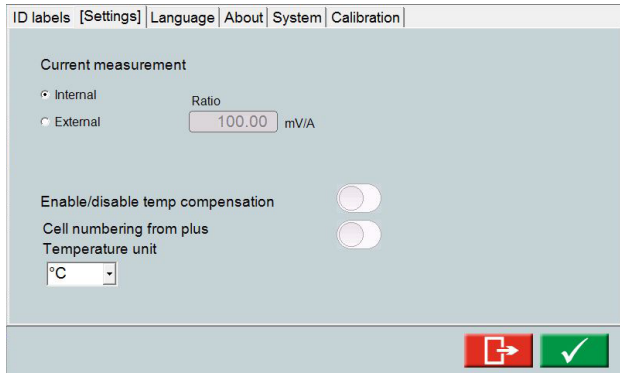 ID labels [Settings] Language About System Calibration
Current measurement
Internal
Ratio
External 100.00 mV/A
Enable/disable temp compensation
Cell numbering from plus
Temperature unit
°C